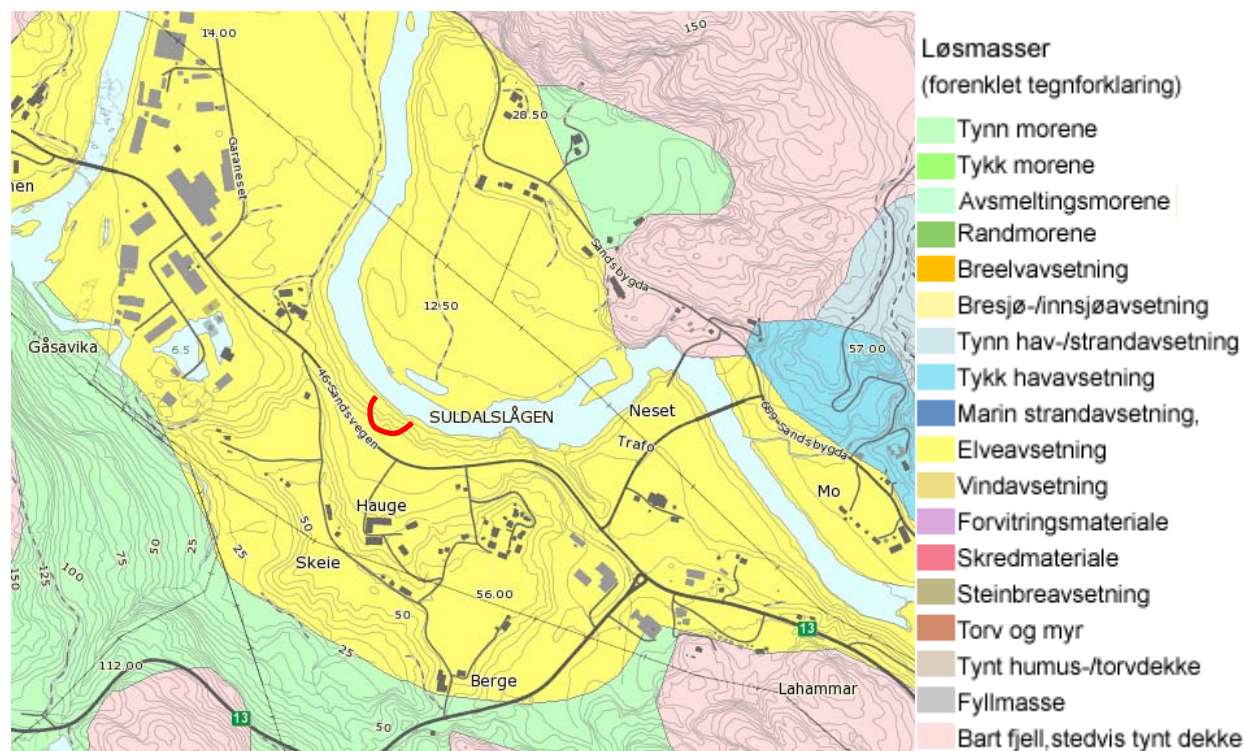 14.00
150
28.50
Garaneset
men
Sandsbygda
12.50
57.00
Gåsavika
6.5
46-Sandsvegen
SULDALSLÅGEN
Neset
Trafo
689-Sandsbygda
Mo
Hauge
50
Skeie
25
50
75
100
125
150
25
56.00
50
25
13
112.00
Berge
Lahammar
13
50
Løsmasser
(forenklet tegnforklaring)
Tynn morene
Tykk morene
Avsmeltingsmorene
Randmorene
Breelvavsetning
Bresjø-/innsjøavsetning
Tynn hav-/strandavsetning
Tykk havavsetning
Marin strandavsetning,
Elveavsetning
Vindavsetning
Forvitringsmateriale
Skredmateriale
Steinbreavsetning
Torv og myr
Tynt humus-/torvdekke
Fyllmasse
Bart fjell,stedvis tynt dekke